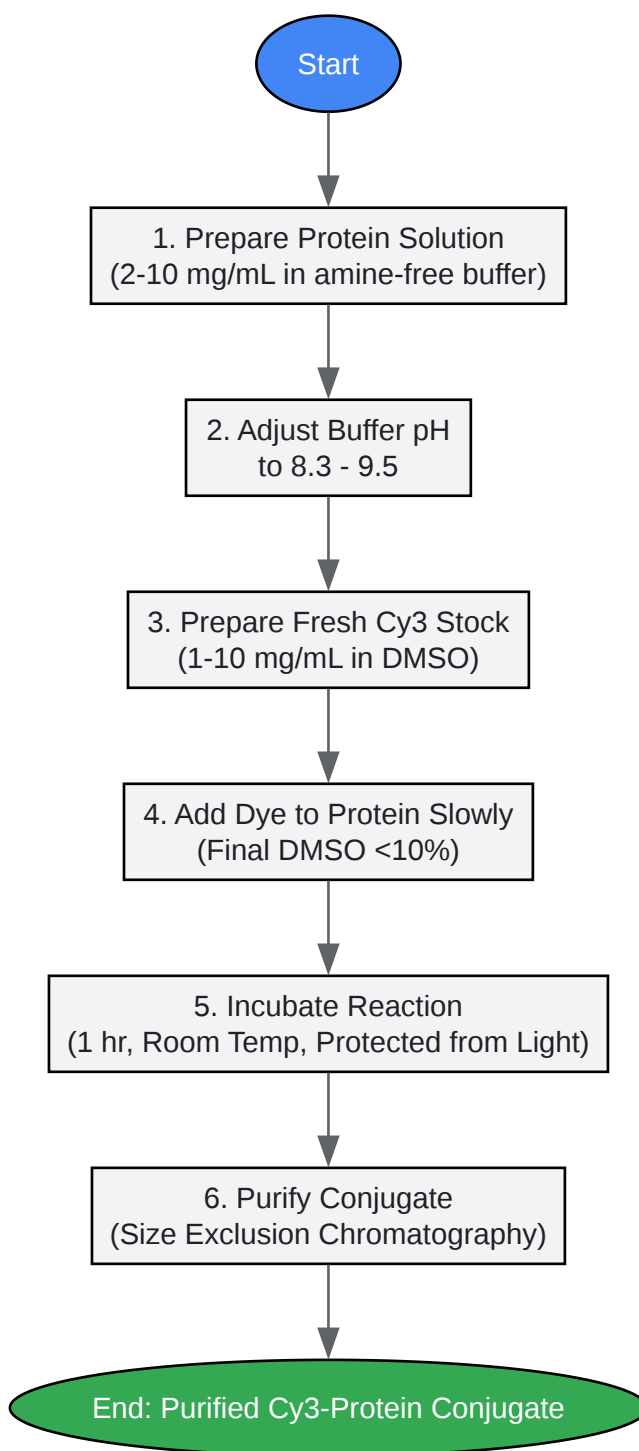 Start
1. Prepare Protein Solution
(2-10 mg/mL in amine-free buffer)
2. Adjust Buffer pH
to 8.3 - 9.5
3. Prepare Fresh Cy3 Stock
(1-10 mg/mL in DMSO)
4. Add Dye to Protein Slowly
(Final DMSO <10%)
5. Incubate Reaction
(1 hr, Room Temp, Protected from Light)
6. Purify Conjugate
(Size Exclusion Chromatography)
End: Purified Cy3-Protein Conjugate